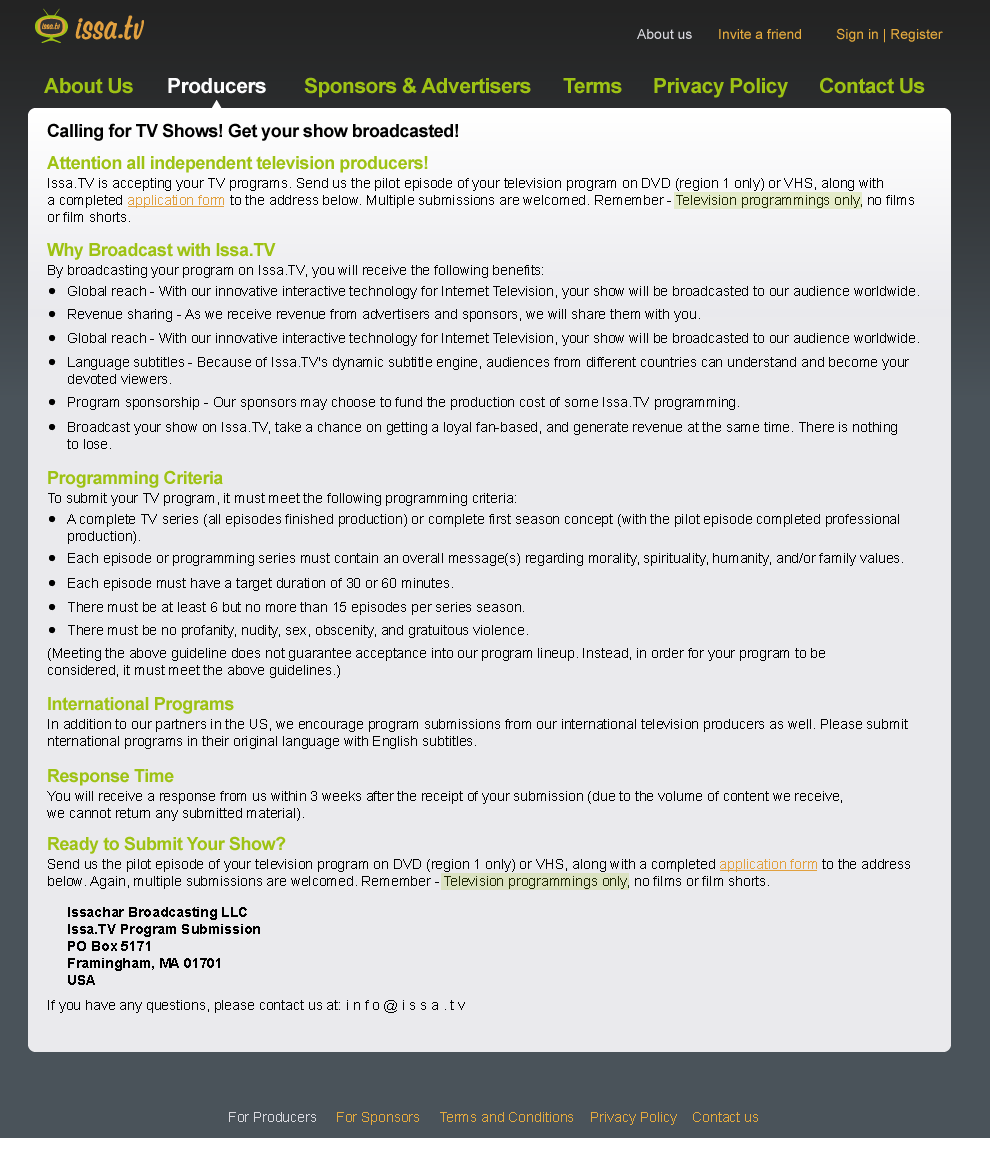 issa.tv issa.tv
About us Invite a friend Sign in | Register
About Us Producers Sponsors & Advertisers Terms Privacy Policy Contact Us
Calling for TV Shows! Get your show broadcasted!
Attention all independent television producers!
Issa.TV is accepting your TV programs. Send us the pilot episode of your television program on DVD (region 1 only) or VHS, along with
a completed application form to the address below. Multiple submissions are welcomed. Remember - Television programmings only, no films
or film shorts.
Why Broadcast with Issa.TV
By broadcasting your program on Issa.TV, you will receive the following benefits:
• Global reach - With our innovative interactive technology for Internet Television, your show will be broadcasted to our audience worldwide.
• Revenue sharing - As we receive revenue from advertisers and sponsors, we will share them with you.
• Global reach - With our innovative interactive technology for Internet Television, your show will be broadcasted to our audience worldwide.
• Language subtitles - Because of Issa.TV's dynamic subtitle engine, audiences from different countries can understand and become your
devoted viewers.
• Program sponsorship - Our sponsors may choose to fund the production cost of some Issa.TV programming.
• Broadcast your show on Issa.TV, take a chance on getting a loyal fan-based, and generate revenue at the same time. There is nothing
to lose.
Programming Criteria
To submit your TV program, it must meet the following programming criteria:
• A complete TV series (all episodes finished production) or complete first season concept (with the pilot episode completed professional
production).
• Each episode or programming series must contain an overall message(s) regarding morality, spirituality, humanity, and/or family values.
• Each episode must have a target duration of 30 or 60 minutes.
• There must be at least 6 but no more than 15 episodes per series season.
• There must be no profanity, nudity, sex, obscenity, and gratuitous violence.
(Meeting the above guideline does not guarantee acceptance into our program lineup. Instead, in order for your program to be
considered, it must meet the above guidelines.)
International Programs
In addition to our partners in the US, we encourage program submissions from our international television producers as well. Please submit
nternational programs in their original language with English subtitles.
Response Time
You will receive a response from us within 3 weeks after the receipt of your submission (due to the volume of content we receive,
we cannot return any submitted material).
Ready to Submit Your Show?
Send us the pilot episode of your television program on DVD (region 1 only) or VHS, along with a completed application form to the address
below. Again, multiple submissions are welcomed. Remember - Television programmings only, no films or film shorts.
Issachar Broadcasting LLC
Issa.TV Program Submission
PO Box 5171
Framingham, MA 01701
USA
If you have any questions, please contact us at: i n f o @ i s s a . t v
For Producers For Sponsors Terms and Conditions Privacy Policy Contact us